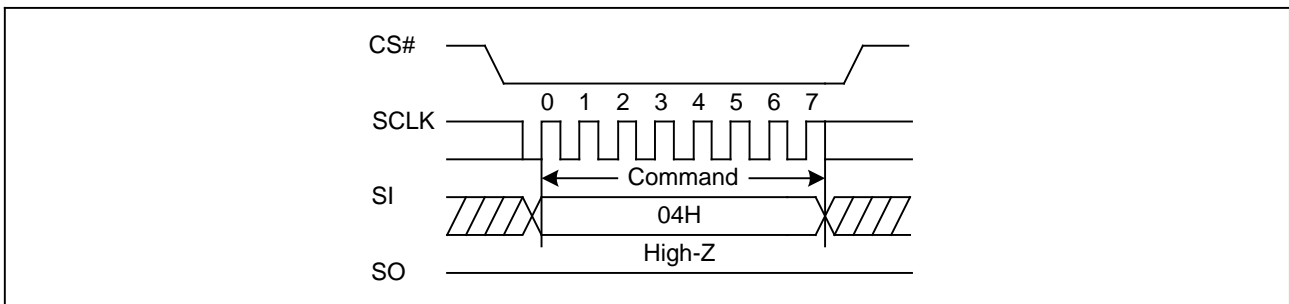 CS#
0 1 2 3 4 5 6 7
SCLK
Command
SI
04H
High-Z
SO